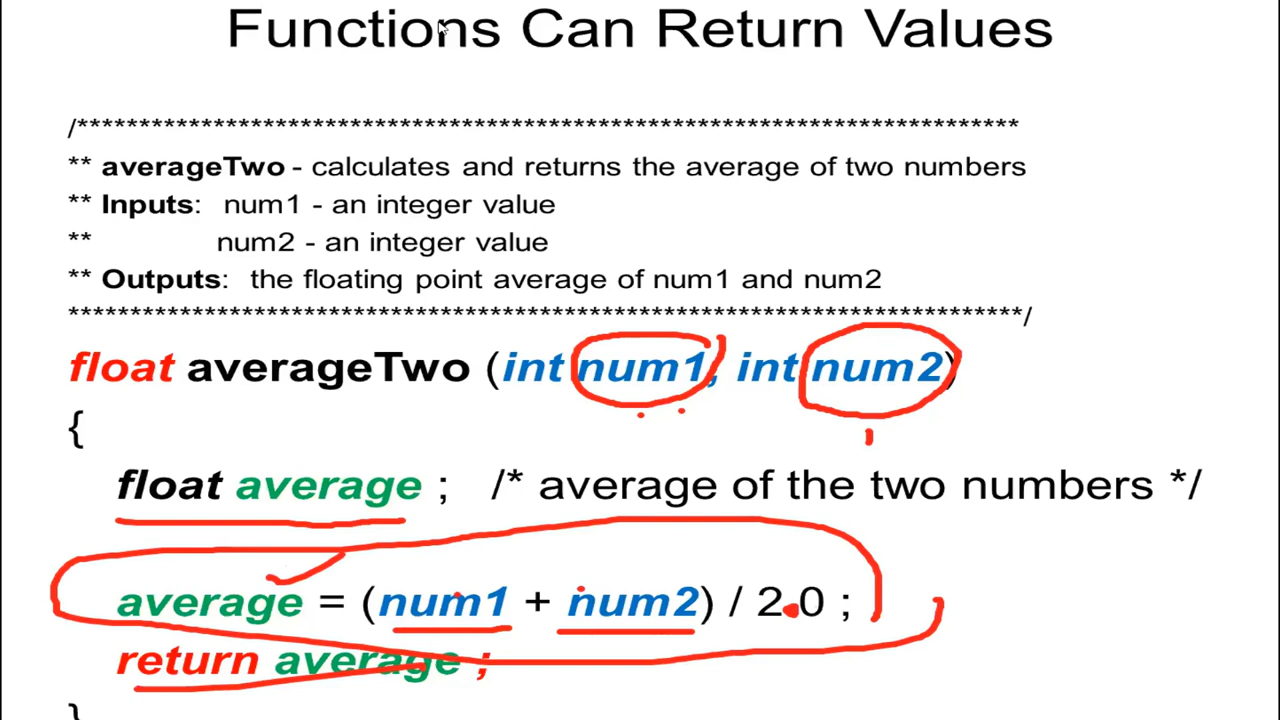 Functions Can Return Values
/****************************************************************************
** averageTwo - calculates and returns the average of two numbers
** Inputs: num1 - an integer value
** num2 - an integer value
** Outputs: the floating point average of num1 and num2
*****************************************************************************/
float averageTwo (int num1, int num2)
{
float average ; /* average of the two numbers */
average = (num1 + num2) / 2.0 ;
return average ;
}